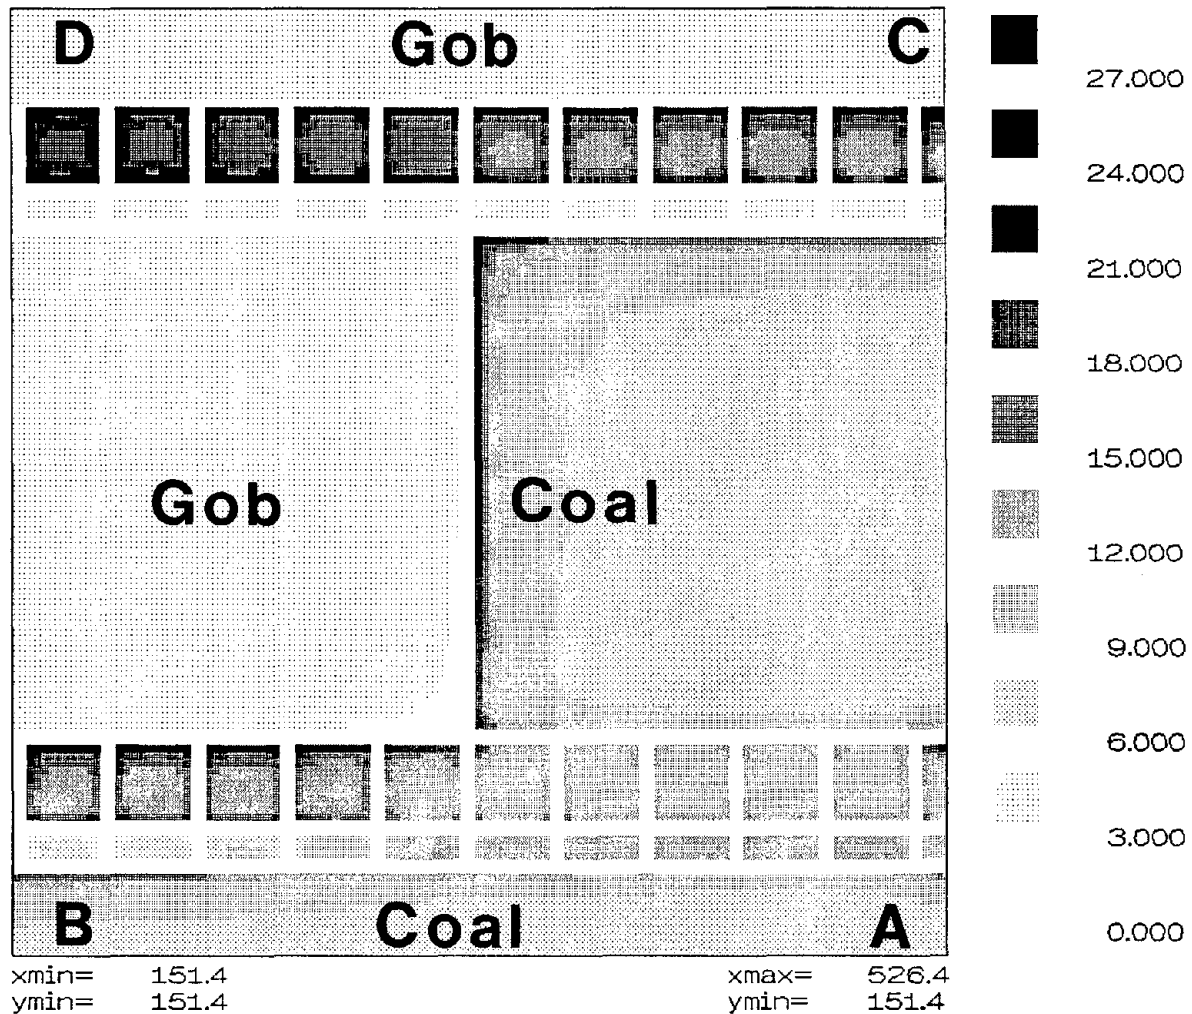 D Gob C
27.000
24.000
21.000
18.000
15.000
Gob Coal
12.000
9.000
6.000
3.000
B Coal A
0.000
xmin= 151.4 xmax= 526.4
ymin= 151.4 ymin= 151.4